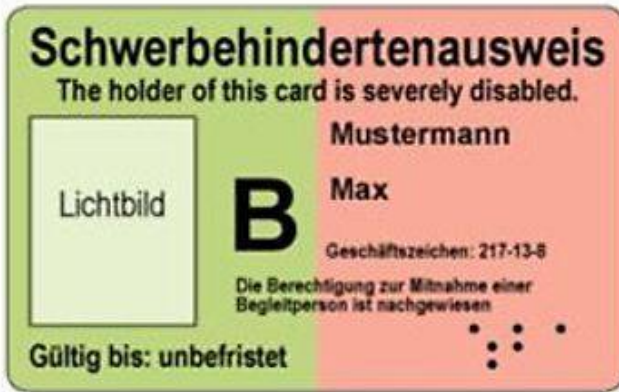 Schwerbehindertenausweis
The holder of this card is severely disabled.
Mustermann
Lichtbild
B
Max
Geschäftszeichen: 217-13-8
Die Berechtigung zur Mitnahme einer
Begleitperson ist nachgewiesen
Gültig bis: unbefristet